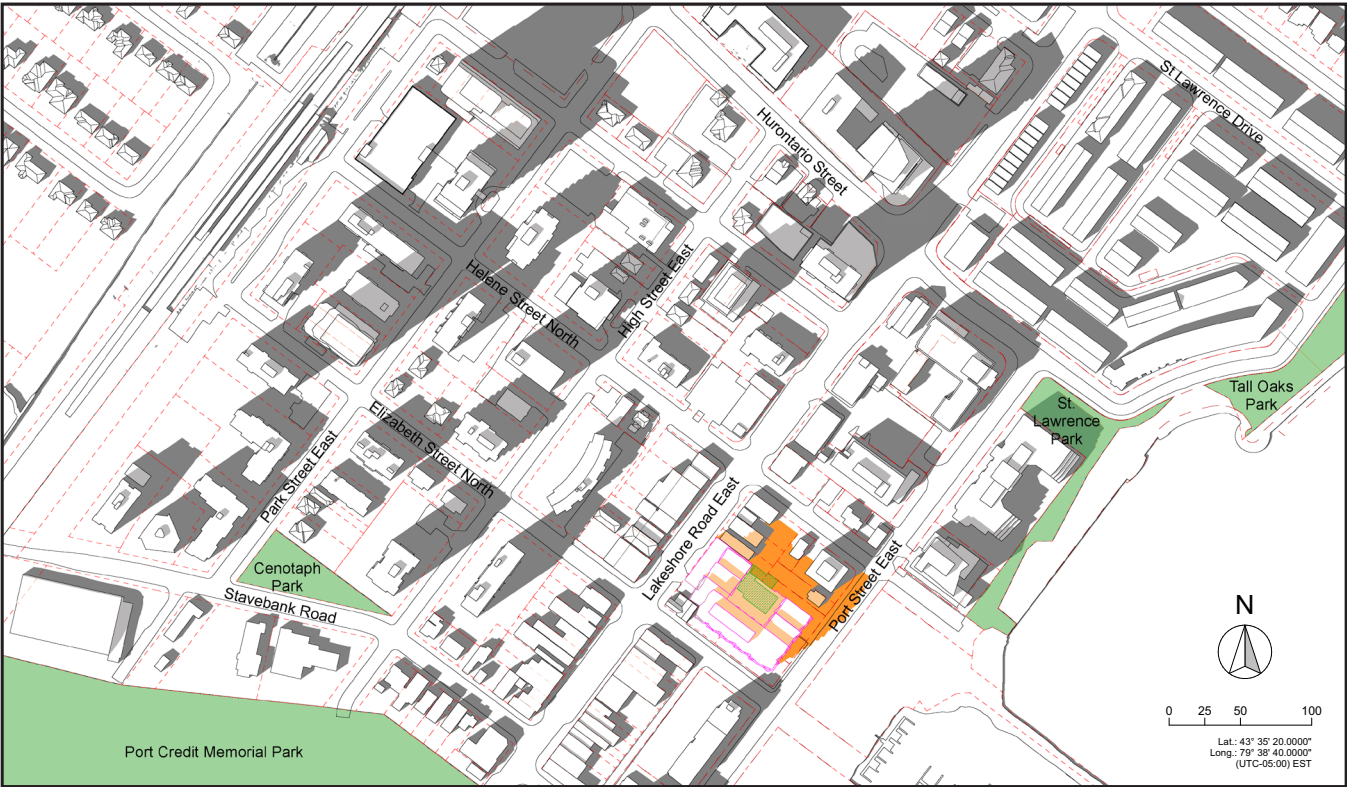 St Lawrence Drive
Hurontario Street
High Street East
Helene Street North
Tall Oaks
Park
St.
Lawrence
Park
Elizabeth Street North
Park Street East
Lakeshore Road East
Port Street East
Cenotaph
Park
Stavebank Road
Port Credit Memorial Park
N
0 25 50 100
Lat.: 43° 35' 20.0000"
Long.: 79° 38' 40.0000"
(UTC-05:00) EST